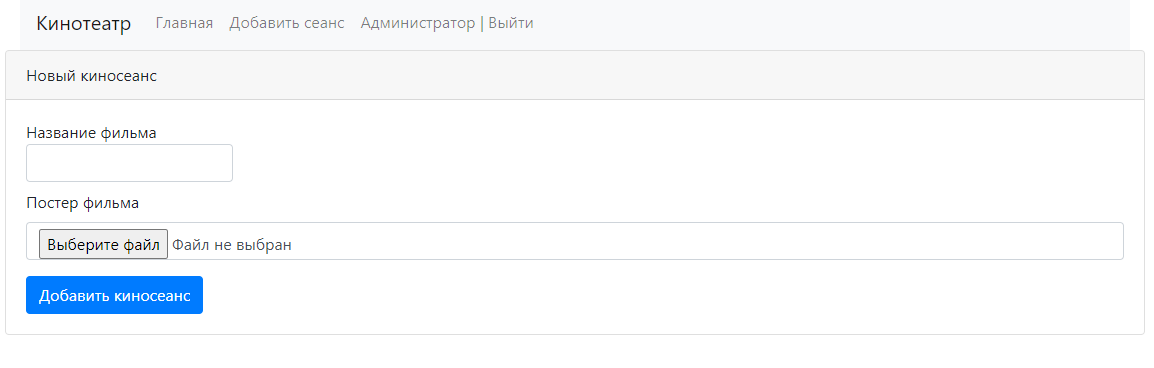 Кинотеатр Главная Добавить сеанс Администратор | Выйти
Новый киносеанс
Название фильма
Постер фильма
Выберите файл Файл не выбран
Добавить киносеанс